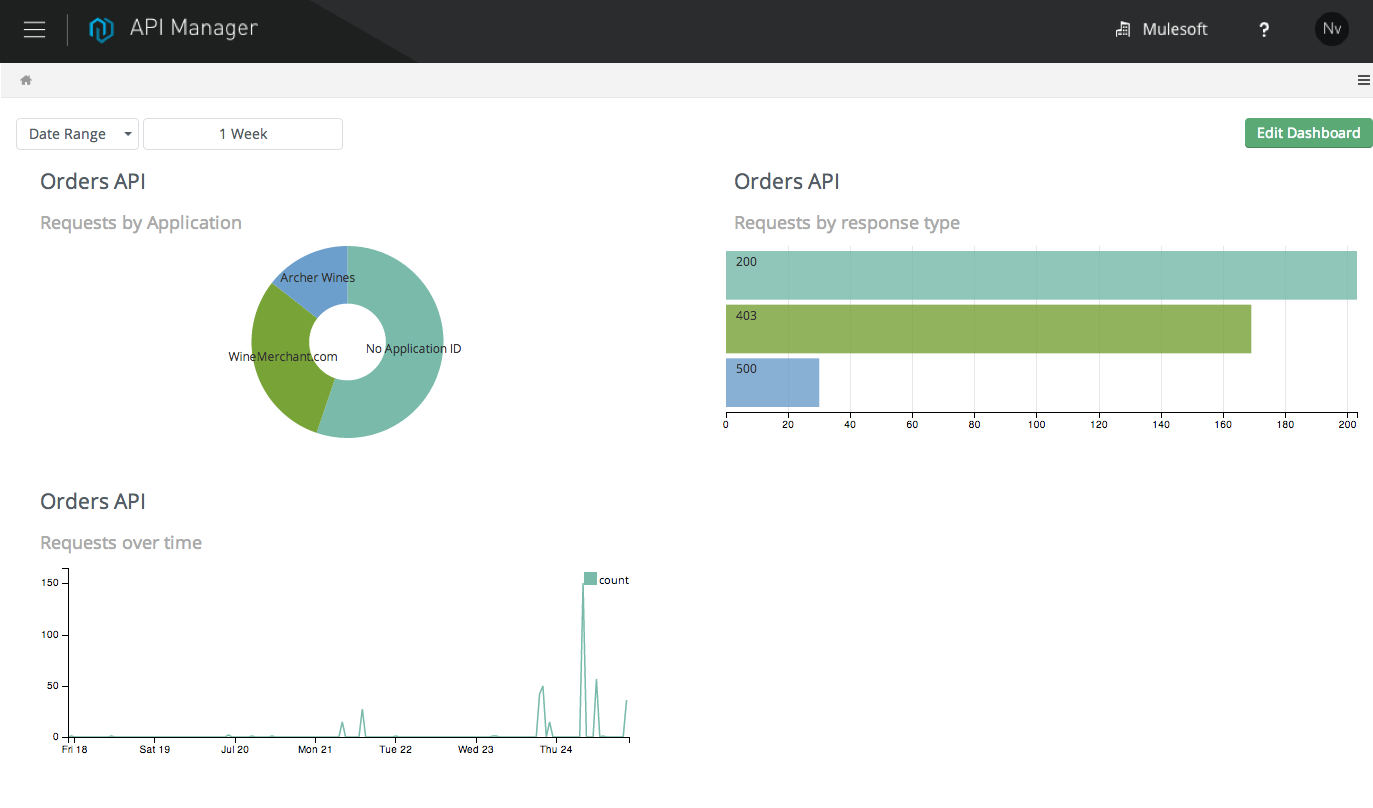 API Manager
Mulesoft
?
Nv
Date Range
1 Week
Edit Dashboard
Orders API
Requests by Application
Archer Wines
No Application ID
WineMerchant.com
Orders API
Requests by response type
200
403
500
0 20 40 60 80 100 120 140 160 180 200
Orders API
Requests over time
count
150
100
50
0
Fri 18 Sat 19 Jul 20 Mon 21 Tue 22 Wed 23 Thu 24